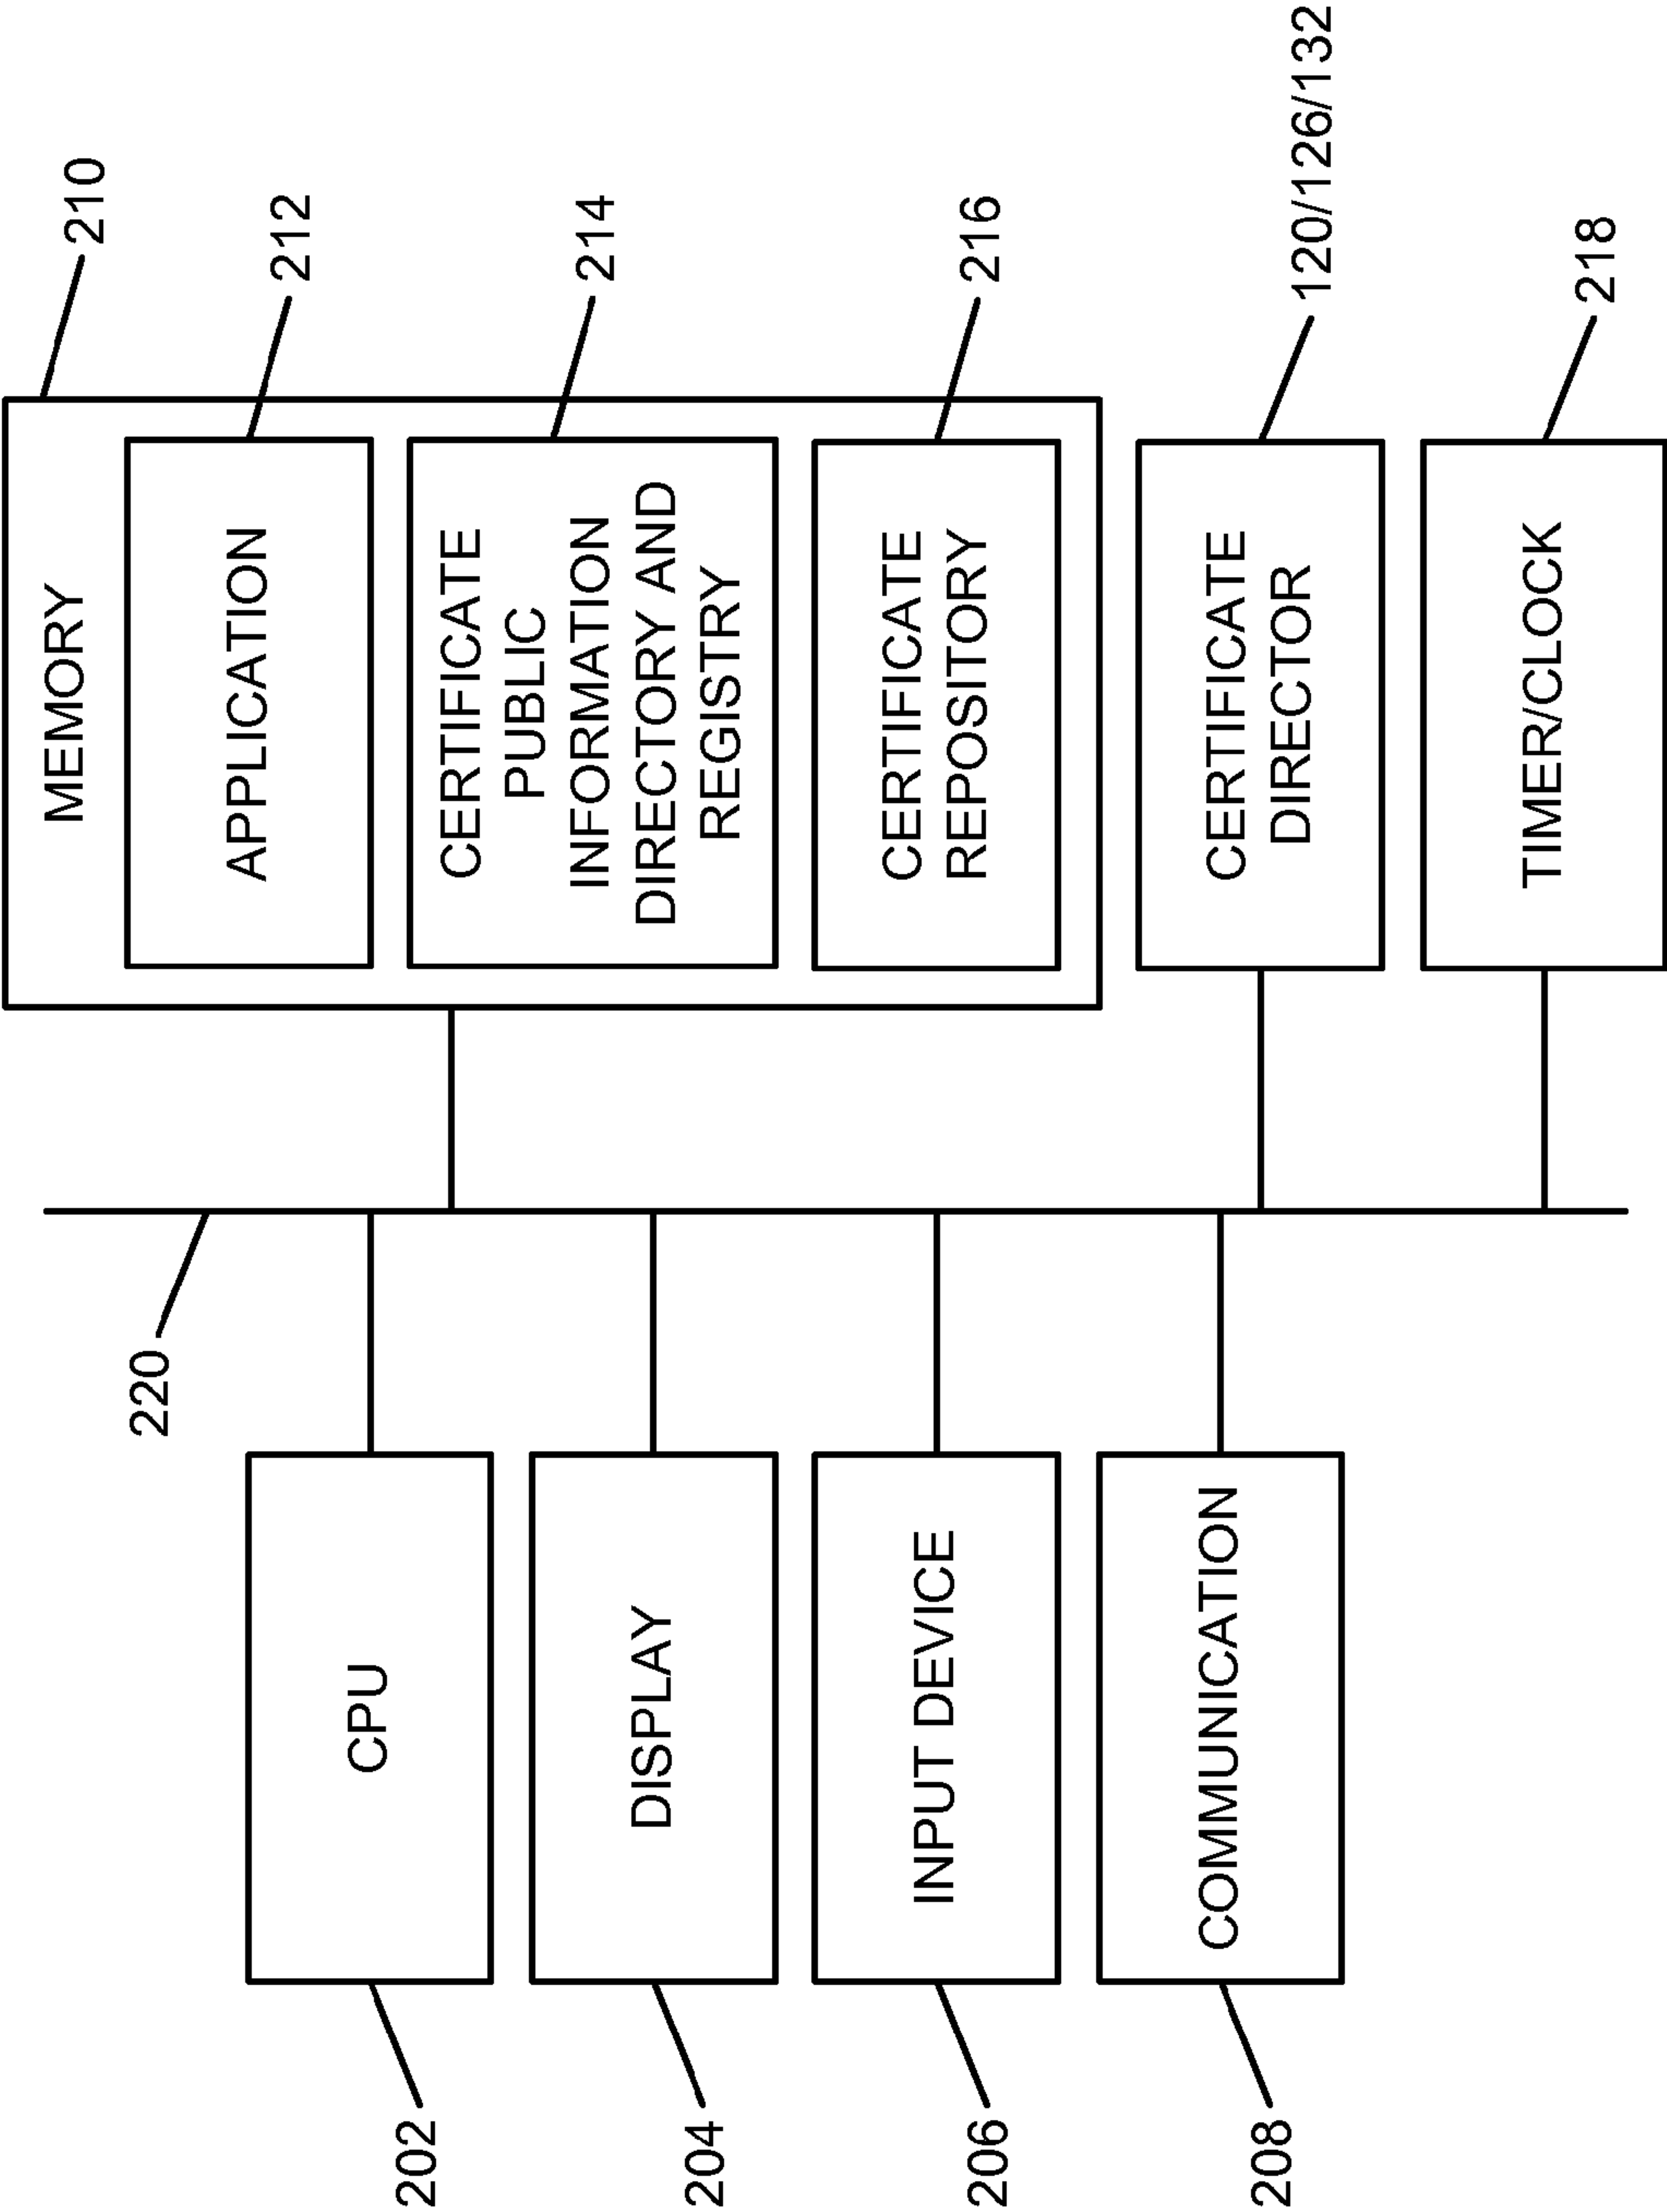 MEMORY
210
APPLICATION
212
CERTIFICATE
PUBLIC
INFORMATION
DIRECTORY AND
REGISTRY
214
CERTIFICATE
REPOSITORY
216
CERTIFICATE
DIRECTOR
120/126/132
TIMER/CLOCK
218
220
CPU
202
DISPLAY
204
INPUT DEVICE
206
COMMUNICATION
208